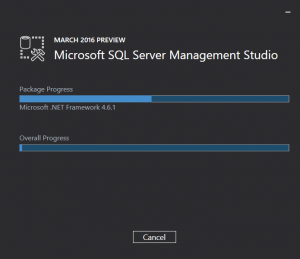 MARCH 2016 PREVIEW
Microsoft SQL Server Management Studio
Package Progress
Microsoft .NET Framework 4.6.1
Overall Progress
Cancel